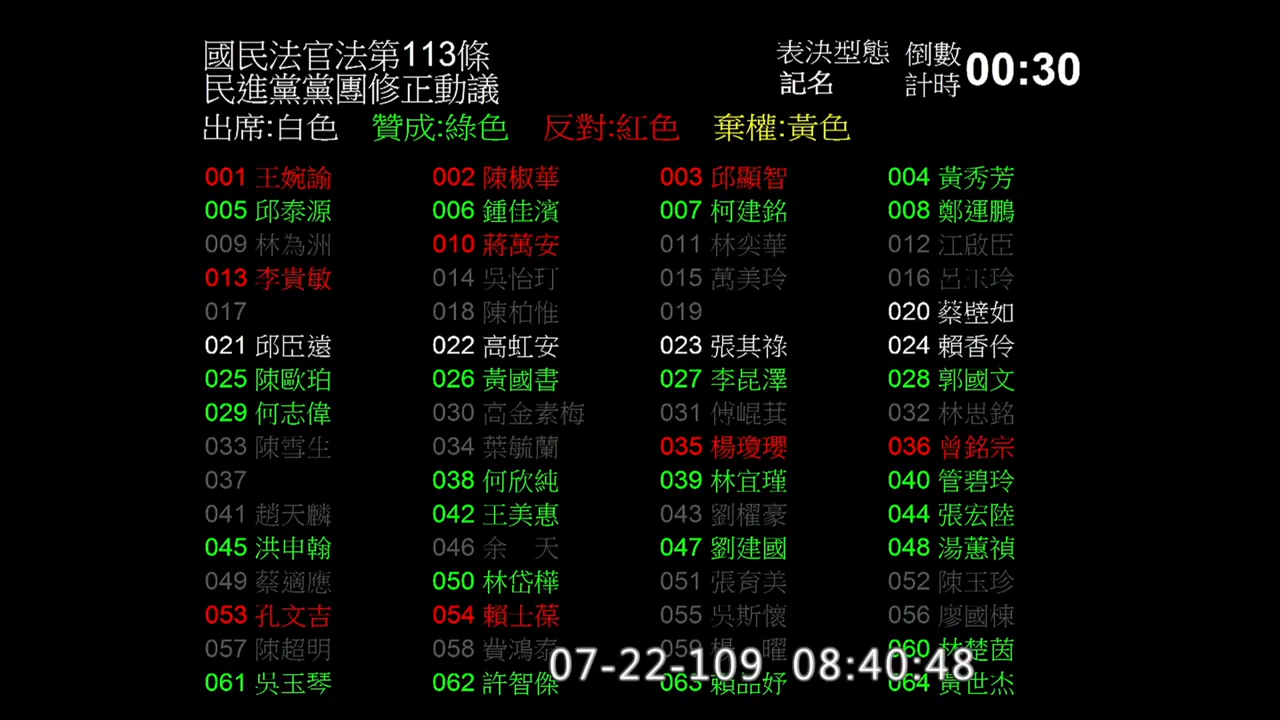 國民法官法第113條
民進黨黨團修正動議
表決型態 倒數
記名 計時
00:30
出席:白色 贊成:綠色 反對:紅色 棄權:黃色
001 王婉諭 002 陳椒華 003 邱顯智 004 黃秀芳
005 邱泰源 006 鍾佳濱 007 柯建銘 008 鄭運鵬
009 林為洲 010 蔣萬安 011 林奕華 012 江啟臣
013 李貴敏 014 吳怡玎 015 萬美玲 016 呂玉玲
017 018 陳柏惟 019 020 蔡壁如
021 邱臣遠 022 高虹安 023 張其祿 024 賴香伶
025 陳歐珀 026 黃國書 027 李昆澤 028 郭國文
029 何志偉 030 高金素梅 031 傅崐萁 032 林思銘
033 陳雪生 034 葉毓蘭 035 楊瓊瓔 036 曾銘宗
037 038 何欣純 039 林宜瑾 040 管碧玲
041 趙天麟 042 王美惠 043 劉櫂豪 044 張宏陸
045 洪申翰 046 余 天 047 劉建國 048 湯蕙禎
049 蔡適應 050 林岱樺 051 張育美 052 陳玉珍
053 孔文吉 054 賴士葆 055 吳斯懷 056 廖國棟
057 陳超明 058 費鴻泰 059 楊 曜 060 林楚茵
061 吳玉琴 062 許智傑 063 賴品妤 064 黃世杰
07-22-109 08:40:48